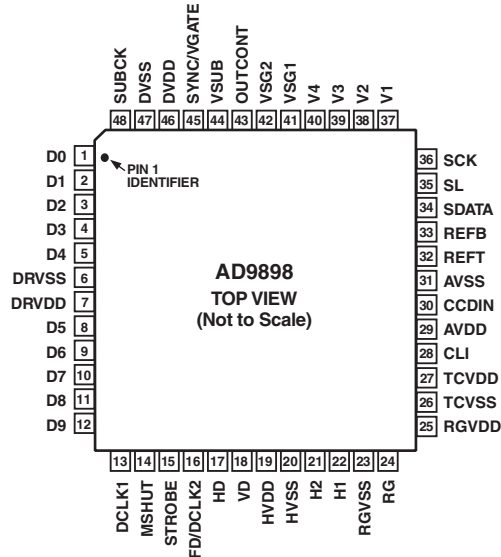 SUBCK
DVSS
DVDD
SYNC/VGATE
VSUB
OUTCONT
VSG2
VSG1
V4
V3
V2
V1
48 47 46 45 44 43 42 41 40 39 38 37
D0 1
D1 2
D2 3
D3 4
D4 5
DRVSS 6
DRVDD 7
D5 8
D6 9
D7 10
D8 11
D9 12
PIN 1
IDENTIFIER
AD9898
TOP VIEW
(Not to Scale)
36 SCK
35 SL
34 SDATA
33 REFB
32 REFT
31 AVSS
30 CCDIN
29 AVDD
28 CLI
27 TCVDD
26 TCVSS
25 RGVDD
13 14 15 16 17 18 19 20 21 22 23 24
DCLK1
MSHUT
STROBE
FD/DCLK2
HD
VD
HVDD
HVSS
H2
H1
RGVSS
RG